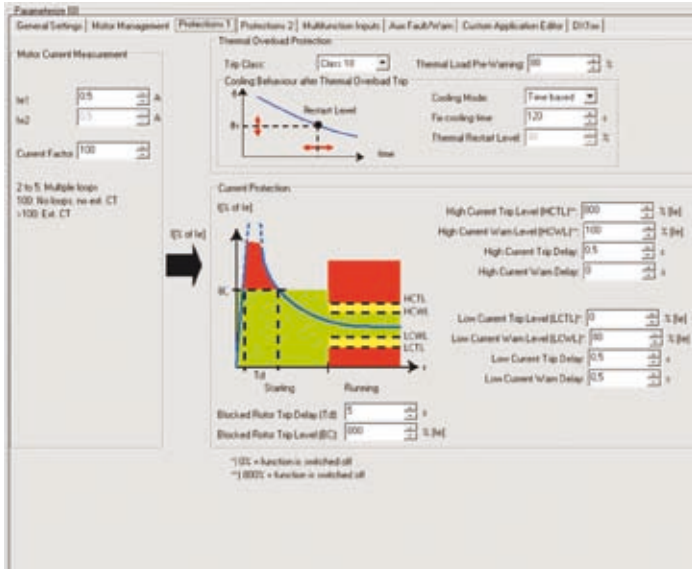 Parameterize [0]
General Settings | Motor Management | Protections 1 | Protections 2 | Multifunction Inputs | Aux Fault/Warn | Custom Application Editor | DX1xx
Motor Current Measurement
Ie1 0.5 A
Ie2 0.5 A
Current Factor 100
2 to 5: Multiple loops
100: No loops, no ext. CT
>100: Ext. CT
I[% of Ie]
Thermal Overload Protection
Trip Class: Class 10
Thermal Load Pre-Warning: 80 %
Cooling Behaviour after Thermal Overload Trip
Restart Level
time
Cooling Mode: Time based
Fix cooling time 120 s
Thermal Restart Level %
Current Protection
I[% of Ie]
BC
HCTL
HCWL
LCWL
LCTL
Td
Starting
Running
Blocked Rotor Trip Delay (Td) 5 s
Blocked Rotor Trip Level (BC) 800 % [Ie]
High Current Trip Level (HCTL)**: 800 % [Ie]
High Current Warn Level (HCWL)**: 100 % [Ie]
High Current Trip Delay: 0,5 s
High Current Warn Delay: 0 s
Low Current Trip Level (LCTL)*: 0 % [Ie]
Low Current Warn Level (LCWL)*: % [Ie]
Low Current Trip Delay: 0,5 s
Low Current Warn Delay: 0,5 s
*) 0% = function is switched off
**) 800% = function is switched off